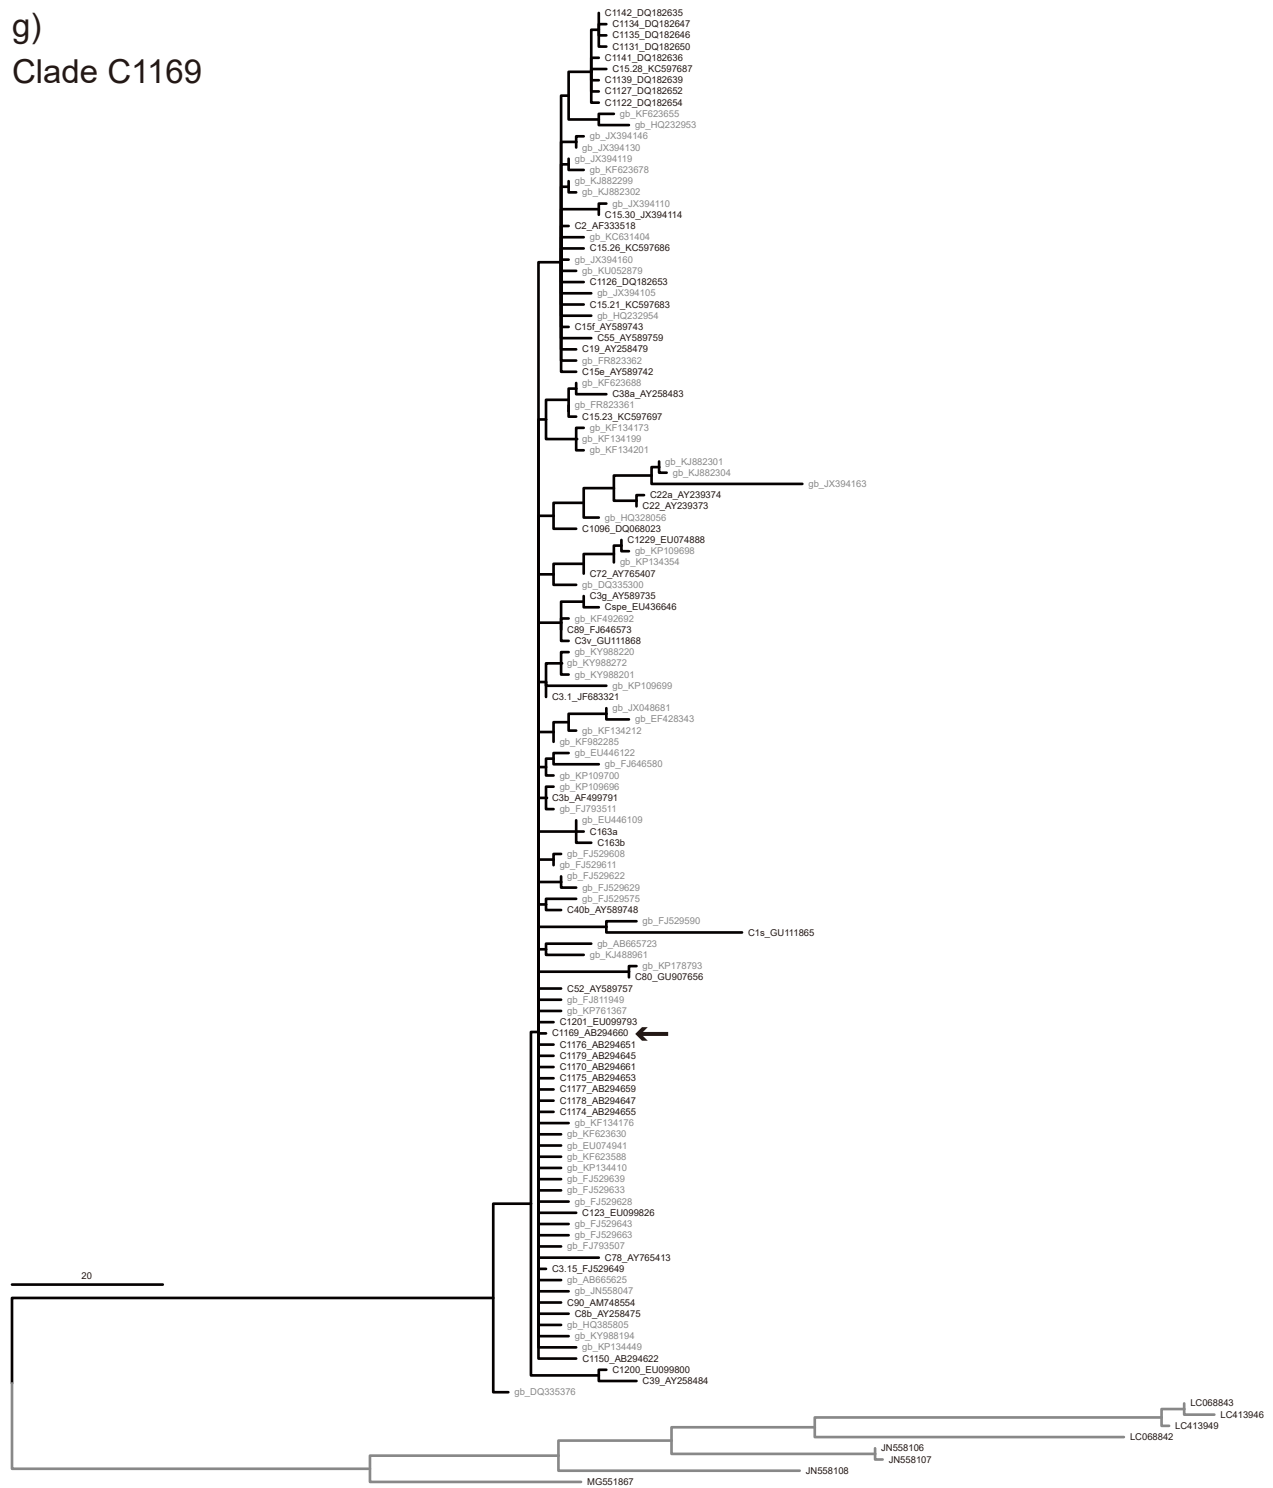 g)
Clade C1169
C1142_DQ182635
C1134_DQ182647
C1135_DQ182646
C1131_DQ182650
C1141_DQ182636
C15.28_KC597687
C1139_DQ182639
C1127_DQ182652
C1122_DQ182654
gb_KF623655
gb_HQ232953
gb_JX394146
gb_JX394130
gb_JX394119
gb_KF623678
gb_KJ882299
gb_KJ882302
gb_JX394110
C15.30_JX394114
C2_AF333518
gb_KC631404
C15.26_KC597686
gb_JX394160
gb_KU052879
C1126_DQ182653
gb_JX394105
C15.21_KC597683
gb_HQ232954
C15f_AY589743
C55_AY589759
C19_AY258479
gb_FR823362
C15e_AY589742
gb_KF623688
C38a_AY258483
gb_FR823361
C15.23_KC597697
gb_KF134173
gb_KF134199
gb_KF134201
gb_KJ882301
gb_KJ882304
gb_JX394163
C22a_AY239374
C22_AY239373
gb_HQ328056
C1096_DQ068023
C1229_EU074888
gb_KP109698
gb_KP134354
C72_AY765407
gb_DQ335300
C3g_AY589735
Cspe_EU436646
gb_KF492692
C89_FJ646573
C3v_GU111868
gb_KY988220
gb_KY988272
gb_KY988201
gb_KP109699
C3.1_JF683321
gb_JX048681
gb_EF428343
gb_KF134212
gb_KF982285
gb_EU446122
gb_FJ646580
gb_KP109700
gb_KP109696
C3b_AF499791
gb_FJ793511
gb_EU446109
C163a
C163b
gb_FJ529608
gb_FJ529611
gb_FJ529622
gb_FJ529629
gb_FJ529575
C40b_AY589748
gb_FJ529590
C1s_GU111865
gb_AB665723
gb_KJ488961
gb_KP178793
C80_GU907656
C52_AY589757
gb_FJ811949
gb_KP761367
C1201_EU099793
C1169_AB294660
C1176_AB294651
C1179_AB294645
C1170_AB294661
C1175_AB294653
C1177_AB294659
C1178_AB294647
C1174_AB294655
gb_KF134176
gb_KF623630
gb_EU074941
gb_KF623588
gb_KP134410
gb_FJ529639
gb_FJ529633
gb_FJ529628
C123_EU099826
gb_FJ529643
gb_FJ529663
gb_FJ793507
C78_AY765413
C3.15_FJ529649
20
gb_AB665625
gb_JN558047
C90_AM748554
C8b_AY258475
gb_HQ385805
gb_KY988194
gb_KP134449
C1150_AB294622
C1200_EU099800
C39_AY258484
gb_DQ335376
LC068843
LC413946
LC413949
LC068842
JN558106
JN558107
JN558108
MG551867